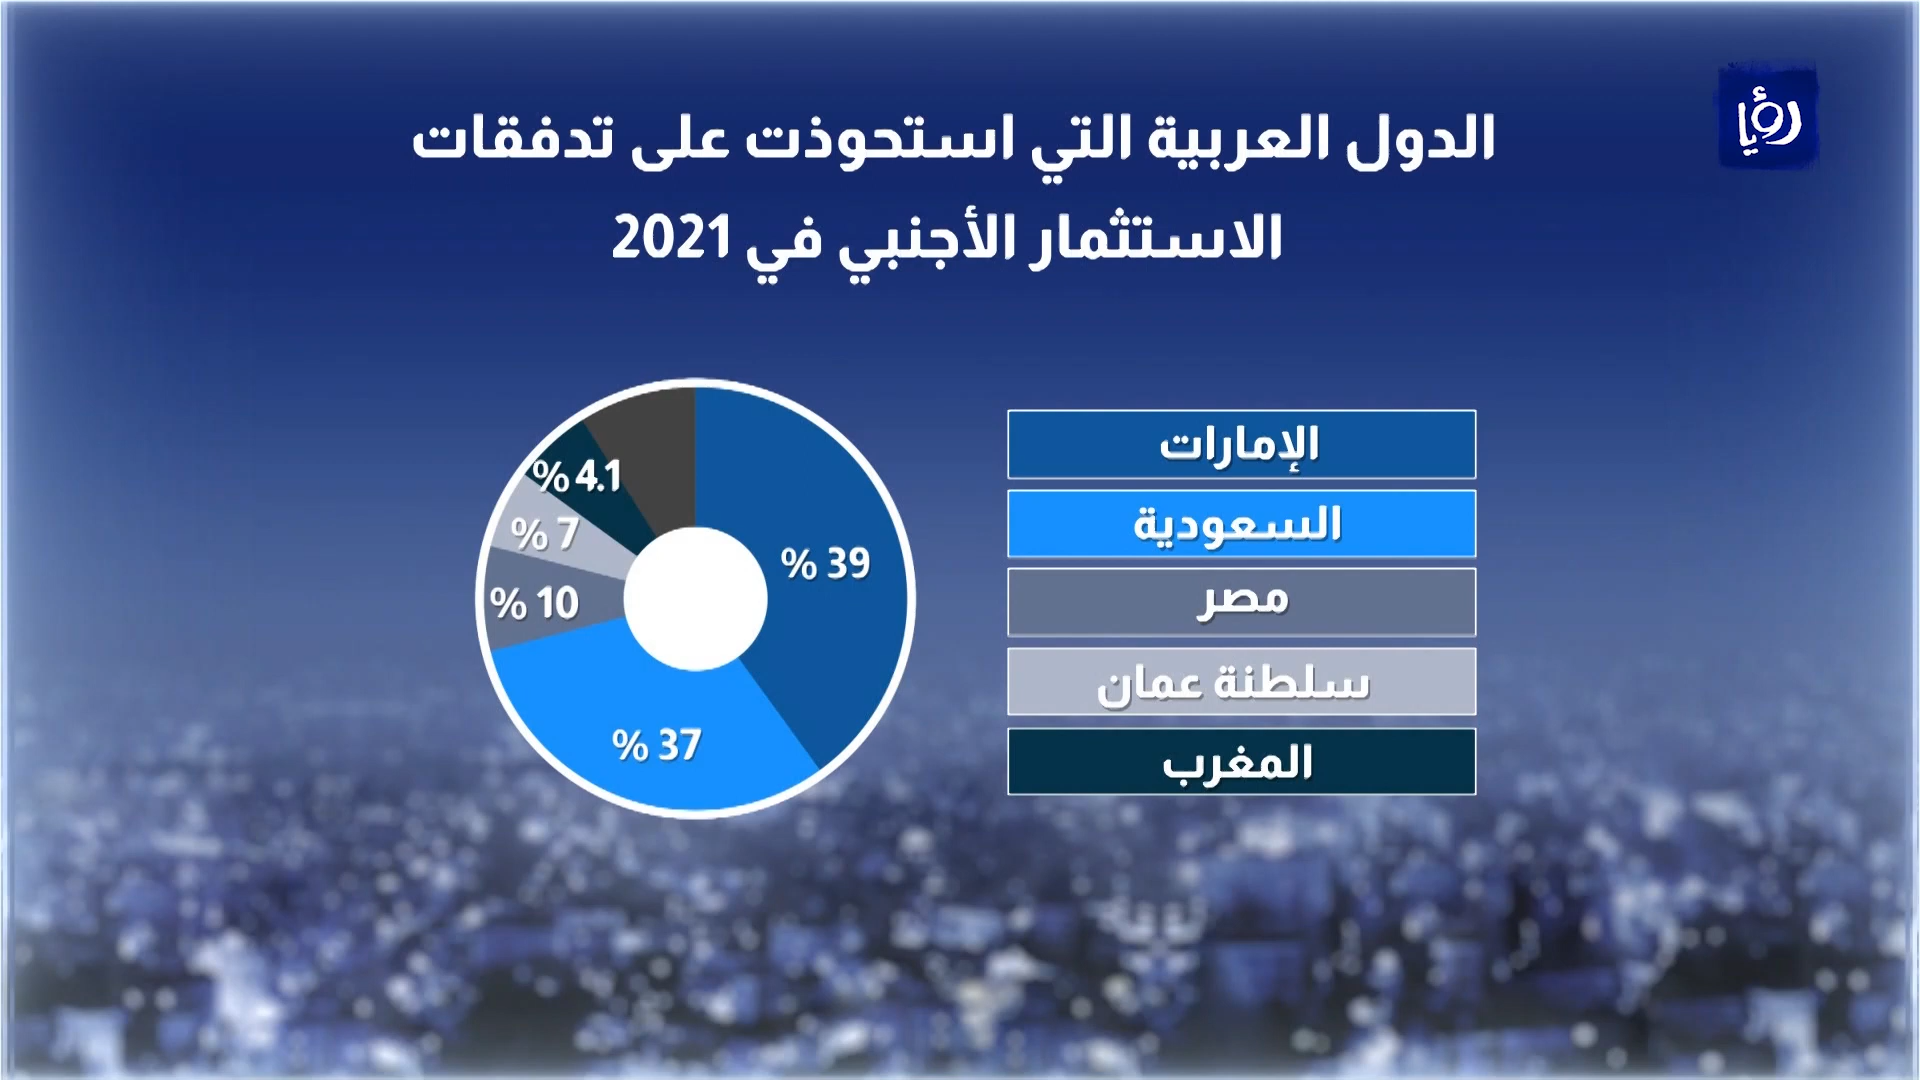 رؤيا
الدول العربية التي استحوذت على تدفقات
الاستثمار الأجنبي في 2021
الإمارات
السعودية
مصر
سلطنة عمان
المغرب
% 39
% 37
% 10
% 7
% 4.1